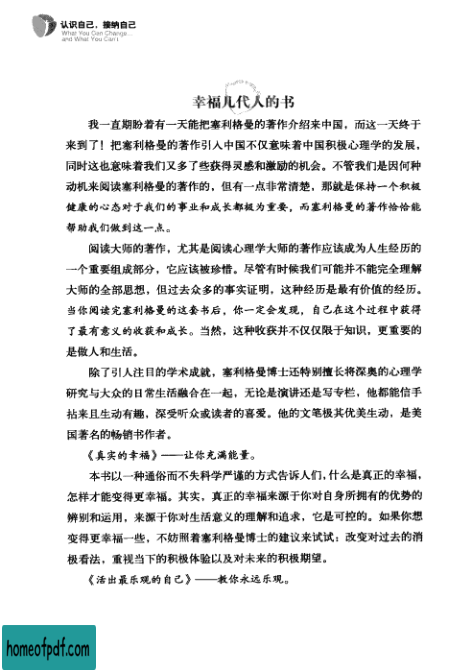 认识自己，接纳自己
What You Can Change...
and What You Can't
幸福几代人的书
我一直期盼着有一天能把塞利格曼的著作介绍来中国，而这一天终于
来到了！把塞利格曼的著作引入中国不仅意味着中国积极心理学的发展，
同时这也意味着我们又多了些获得灵感和激励的机会。不管我们是因何种
动机来阅读塞利格曼的著作的，但有一点非常清楚，那就是保持一个积极
健康的心态对于我们的事业和成长都极为重要，而塞利格曼的著作恰恰能
帮助我们做到这一点。
阅读大师的著作，尤其是阅读心理学大师的著作应该成为人生经历的
一个重要组成部分，它应该被珍惜。尽管有时候我们可能并不能完全理解
大师的全部思想，但过去众多的事实证明，这种经历是最有价值的经历。
当你阅读完塞利格曼的这套书后，你一定会发现，自己在这个过程中获得
了最有意义的收获和成长。当然，这种收获并不仅仅限于知识，更重要的
是做人和生活。
除了引人注目的学术成就，塞利格曼博士还特别擅长将深奥的心理学
研究与大众的日常生活融合在一起，无论是演讲还是写专栏，他都能信手
拈来且生动有趣，深受听众或读者的喜爱。他的文笔极其优美生动，是美
国著名的畅销书作者。
《真实的幸福》——让你充满能量。
本书以一种通俗而不失科学严谨的方式告诉人们，什么是真正的幸福，
怎样才能变得更幸福。其实，真正的幸福来源于你对自身所拥有的优势的
辨别和运用，来源于你对生活意义的理解和追求，它是可控的。如果你想
变得更幸福一些，不妨照着塞利格曼博士的建议来试试：改变对过去的消
极看法，重视当下的积极体验以及对未来的积极期望。
《活出最乐观的自己》——教你永远乐观。
homeofpdf.com